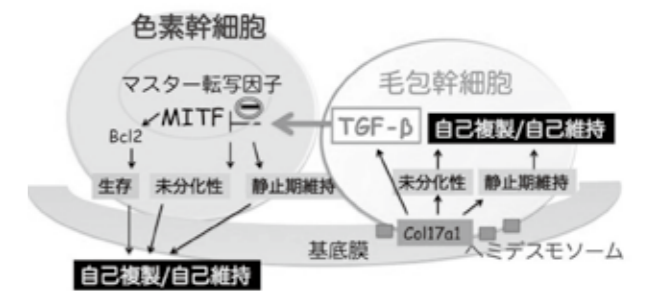 色素幹細胞
マスター転写因子
MITF
Bcl2
生存
未分化性
静止期維持
自己複製/自己維持
毛包幹細胞
TGF-β
自己複製/自己維持
未分化性
静止期維持
Col17a1
基底膜
ヘミデスモソーム